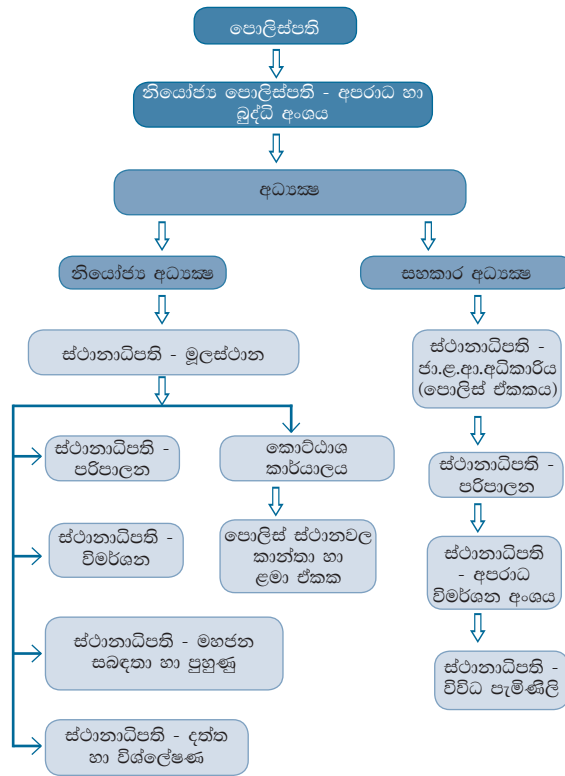 පොලිස්පති
නියෝජ්‍ය පොලිස්පති - අපරාධ හා
බුද්ධි අංශය
අධ්‍යක්ෂ
නියෝජ්‍ය අධ්‍යක්ෂ
සහකාර අධ්‍යක්ෂ
ස්ථානාධිපති - මූලස්ථාන
ස්ථානාධිපති -
ජා.ළ.ආ.අධිකාරිය
(පොලිස් ඒකකය)
ස්ථානාධිපති -
පරිපාලන
කොට්ඨාශ
කාර්යාලය
ස්ථානාධිපති -
පරිපාලන
ස්ථානාධිපති -
විමර්ශන
පොලිස් ස්ථානවල
කාන්තා හා
ළමා ඒකක
ස්ථානාධිපති
- අපරාධ
විමර්ශන අංශය
ස්ථානාධිපති - මහජන
සබඳතා හා පුහුණු
ස්ථානාධිපති -
විවිධ පැමිණිලි
ස්ථානාධිපති - දත්ත
හා විශ්ලේෂණ